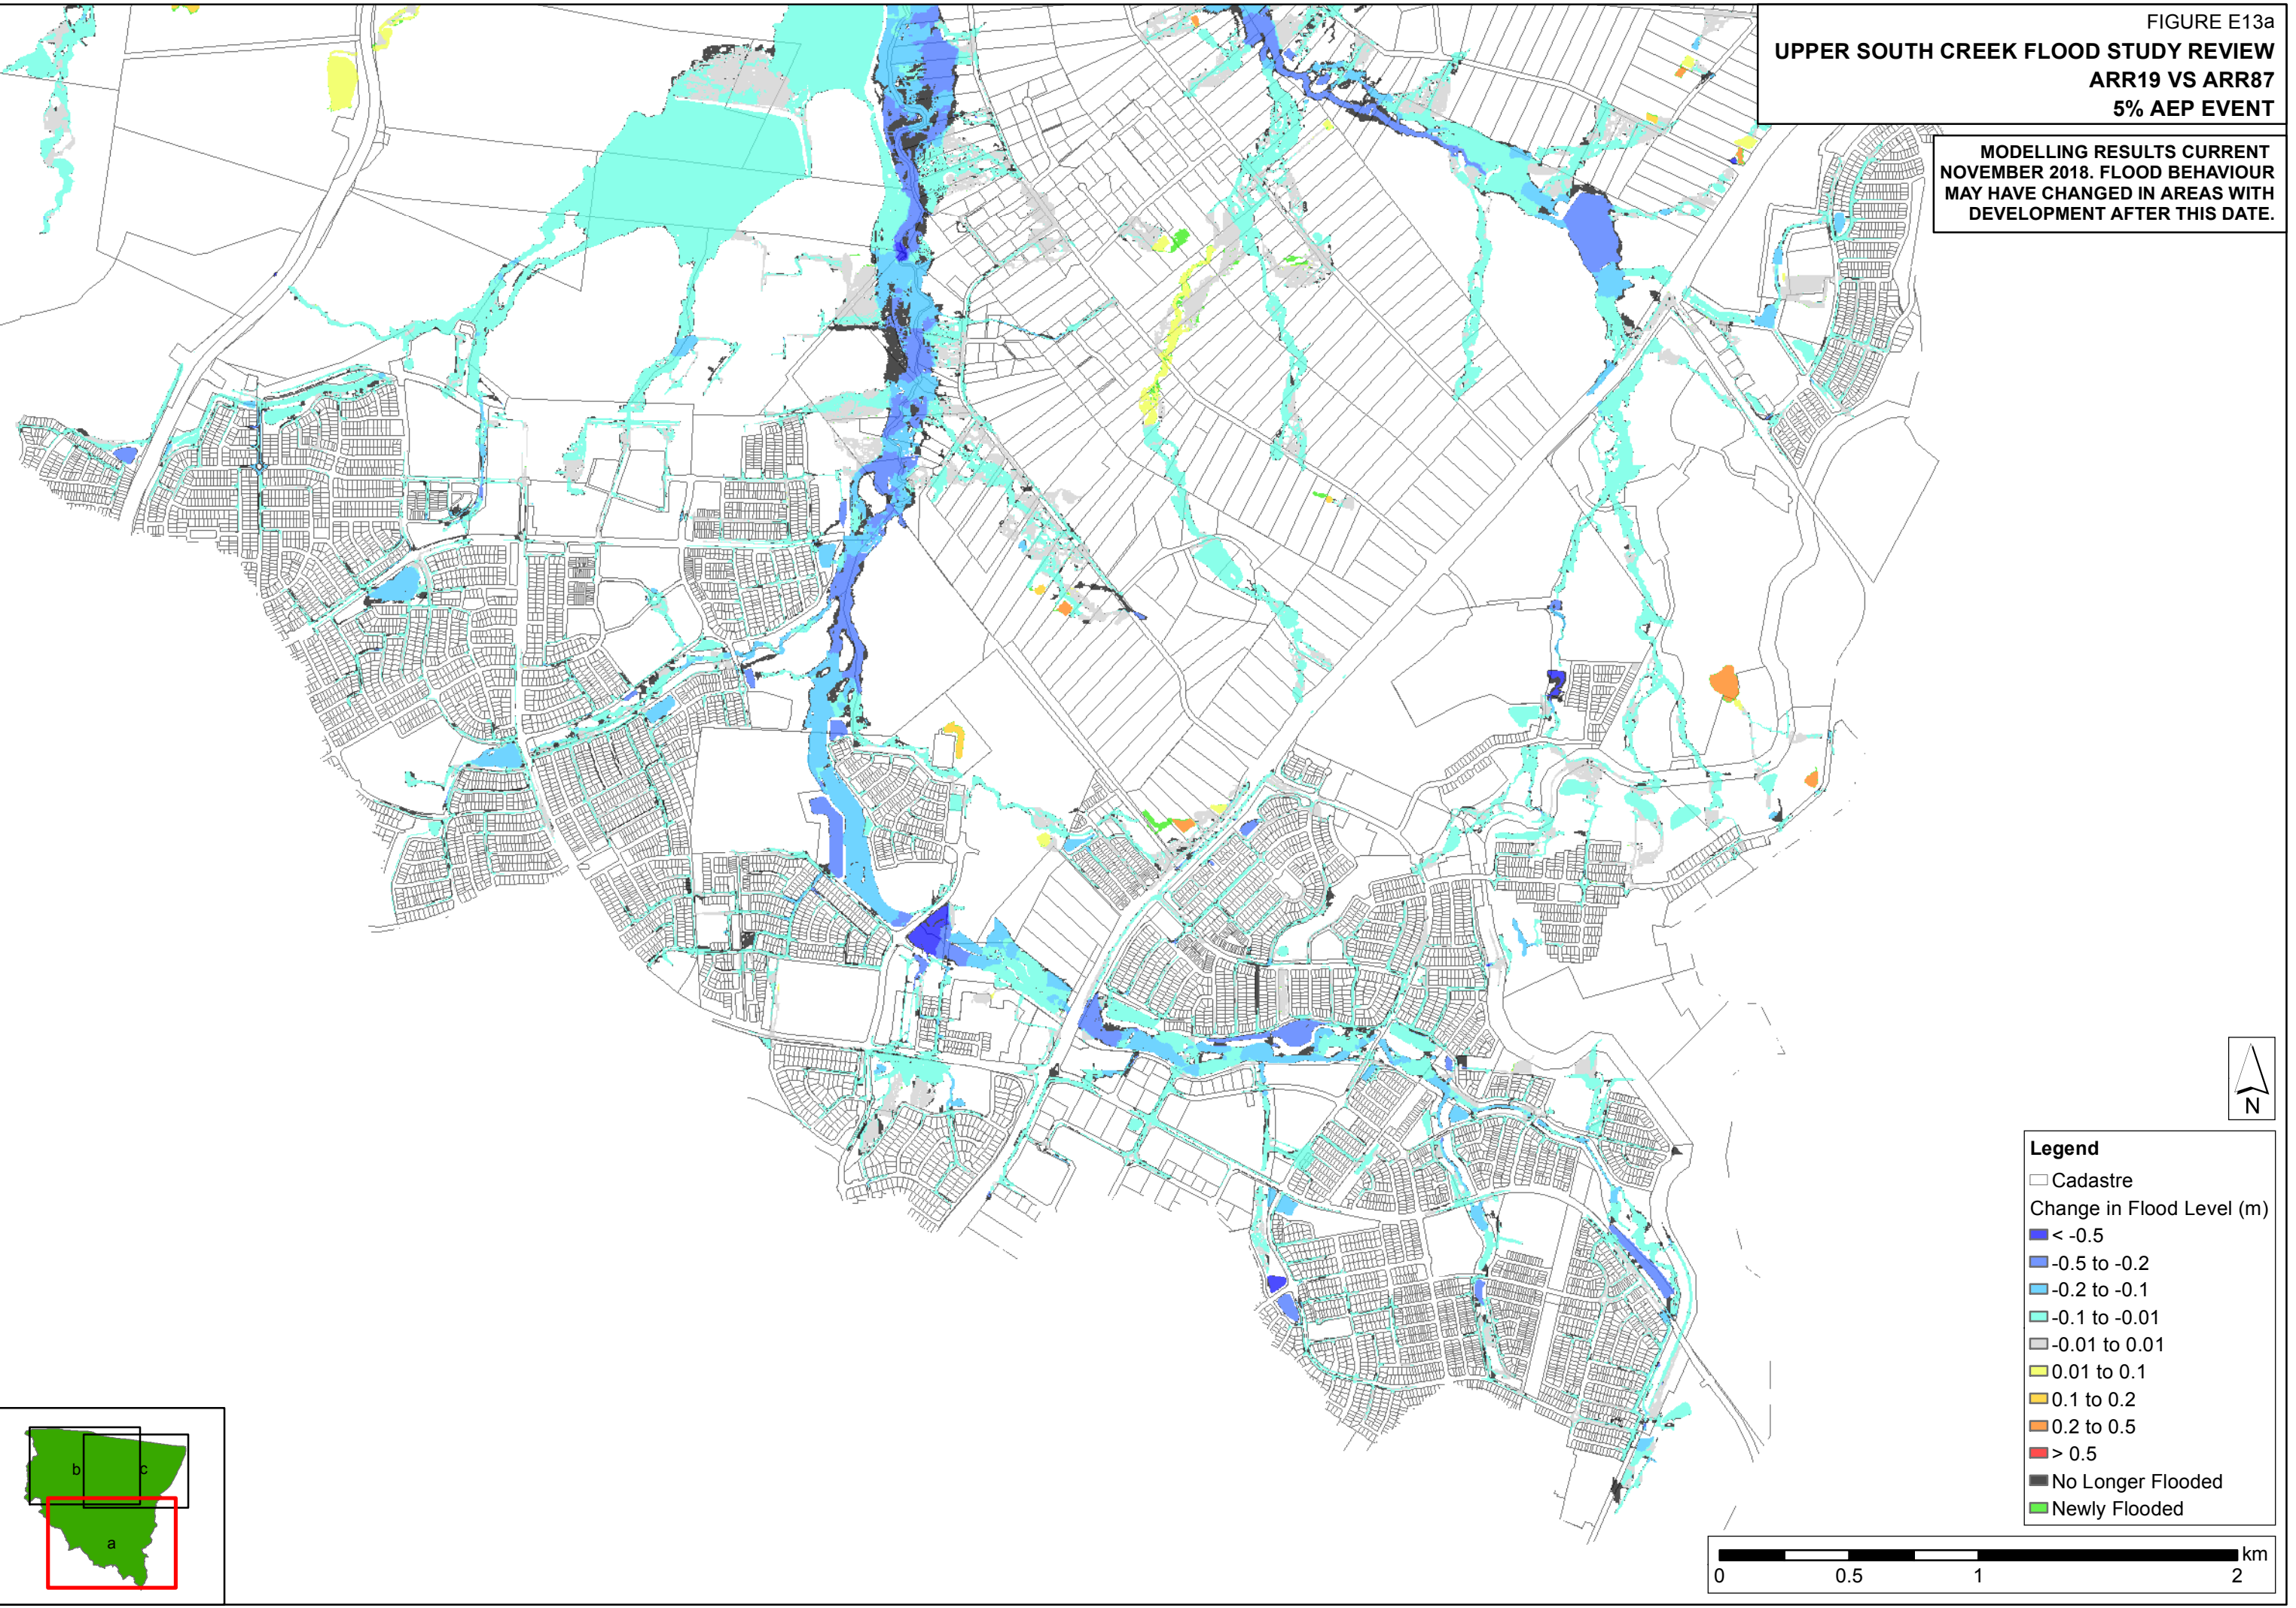 FIGURE E13a
UPPER SOUTH CREEK FLOOD STUDY REVIEW
ARR19 VS ARR87
5% AEP EVENT
MODELLING RESULTS CURRENT
NOVEMBER 2018. FLOOD BEHAVIOUR
MAY HAVE CHANGED IN AREAS WITH
DEVELOPMENT AFTER THIS DATE.
N
Legend
Cadastre
Change in Flood Level (m)
< -0.5
-0.5 to -0.2
-0.2 to -0.1
-0.1 to -0.01
-0.01 to 0.01
0.01 to 0.1
0.1 to 0.2
0.2 to 0.5
> 0.5
No Longer Flooded
Newly Flooded
b c
a
km
0 0.5 1 2